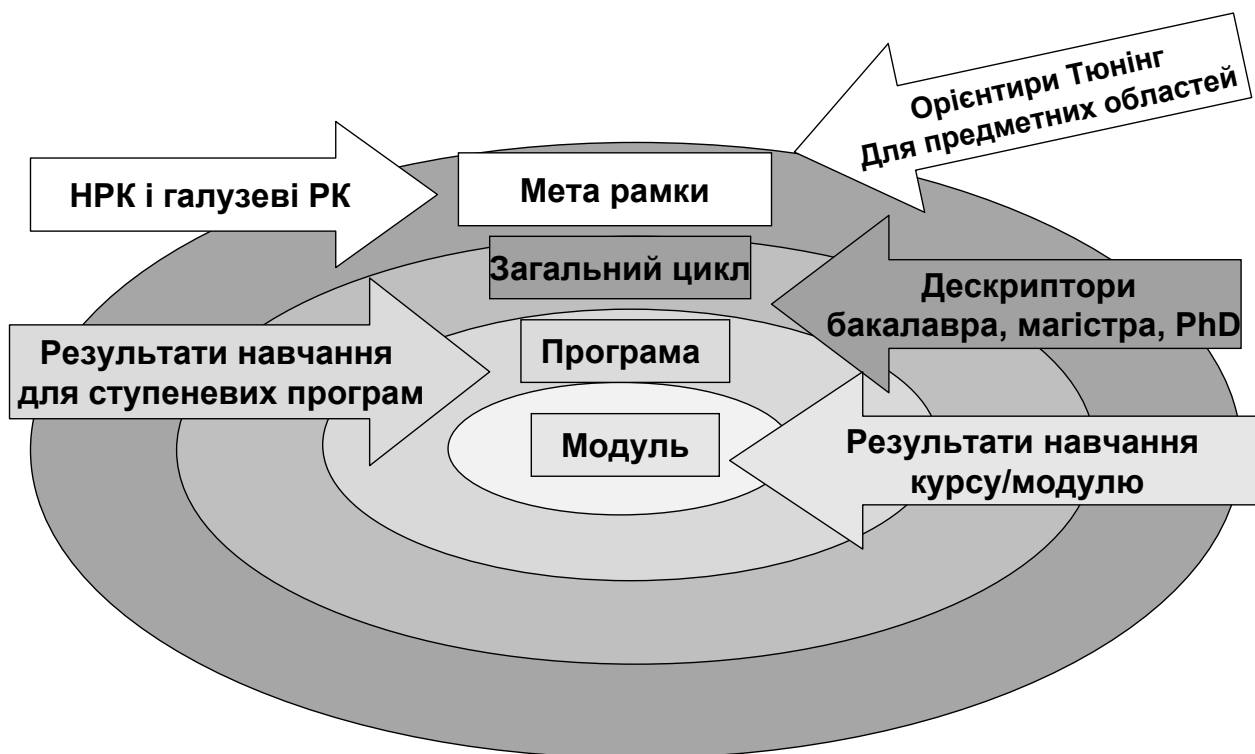 Орієнтири Тюнінг
Для предметних областей
НРК і галузеві РК
Мета рамки
Загальний цикл
Дескриптори
бакалавра, магістра, PhD
Результати навчання
для ступеневих програм
Програма
Модуль
Результати навчання
курсу/модулю